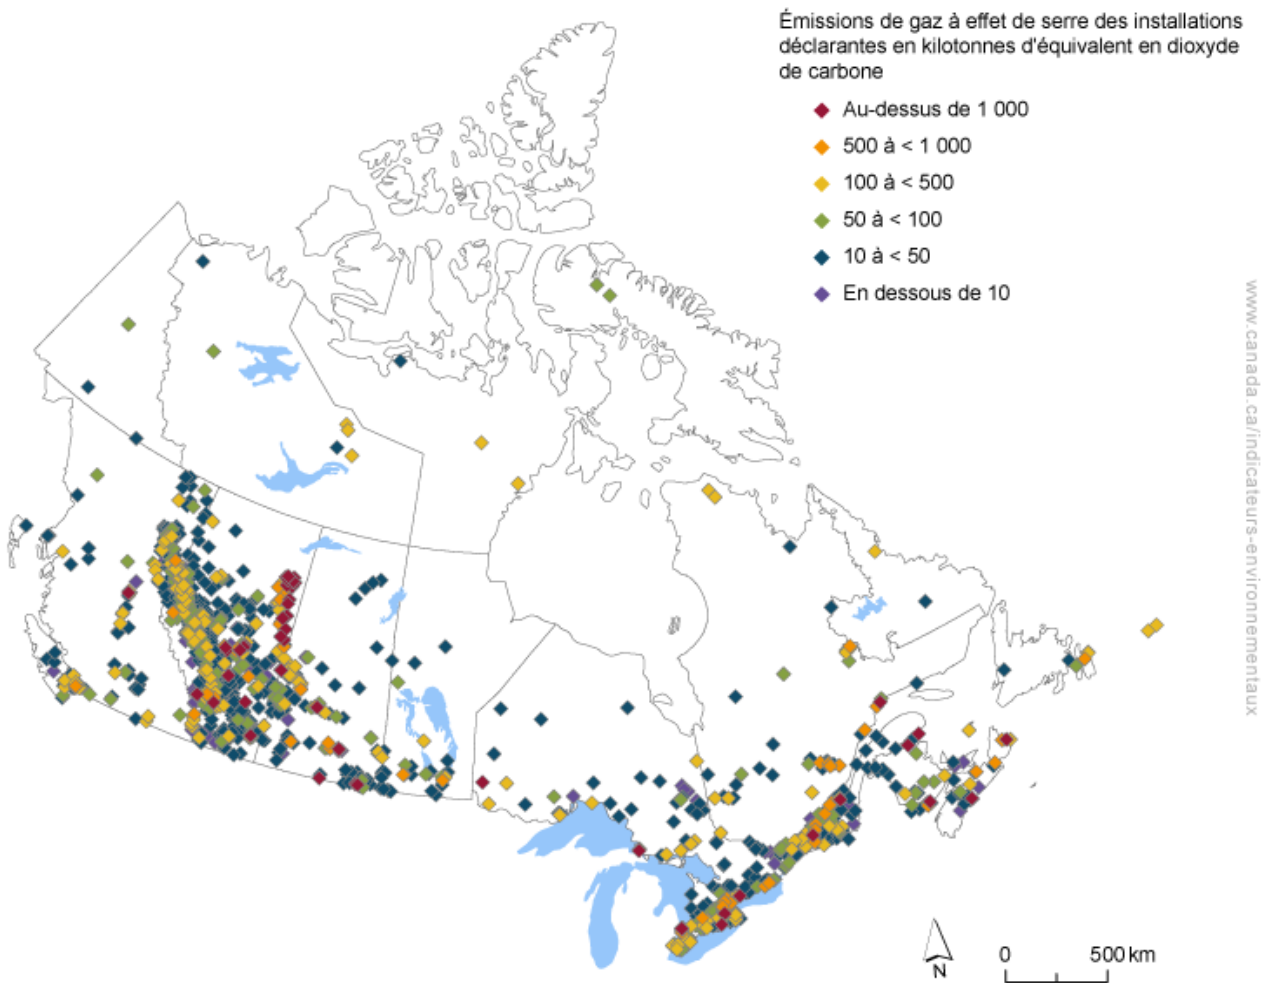 Émissions de gaz à effet de serre des installations
déclarantes en kilotonnes d'équivalent en dioxyde
de carbone
Au-dessus de 1 000
500 à < 1 000
100 à < 500
50 à < 100
10 à < 50
En dessous de 10
www.canada.ca/indicateurs-environnementaux
N
0 500 km